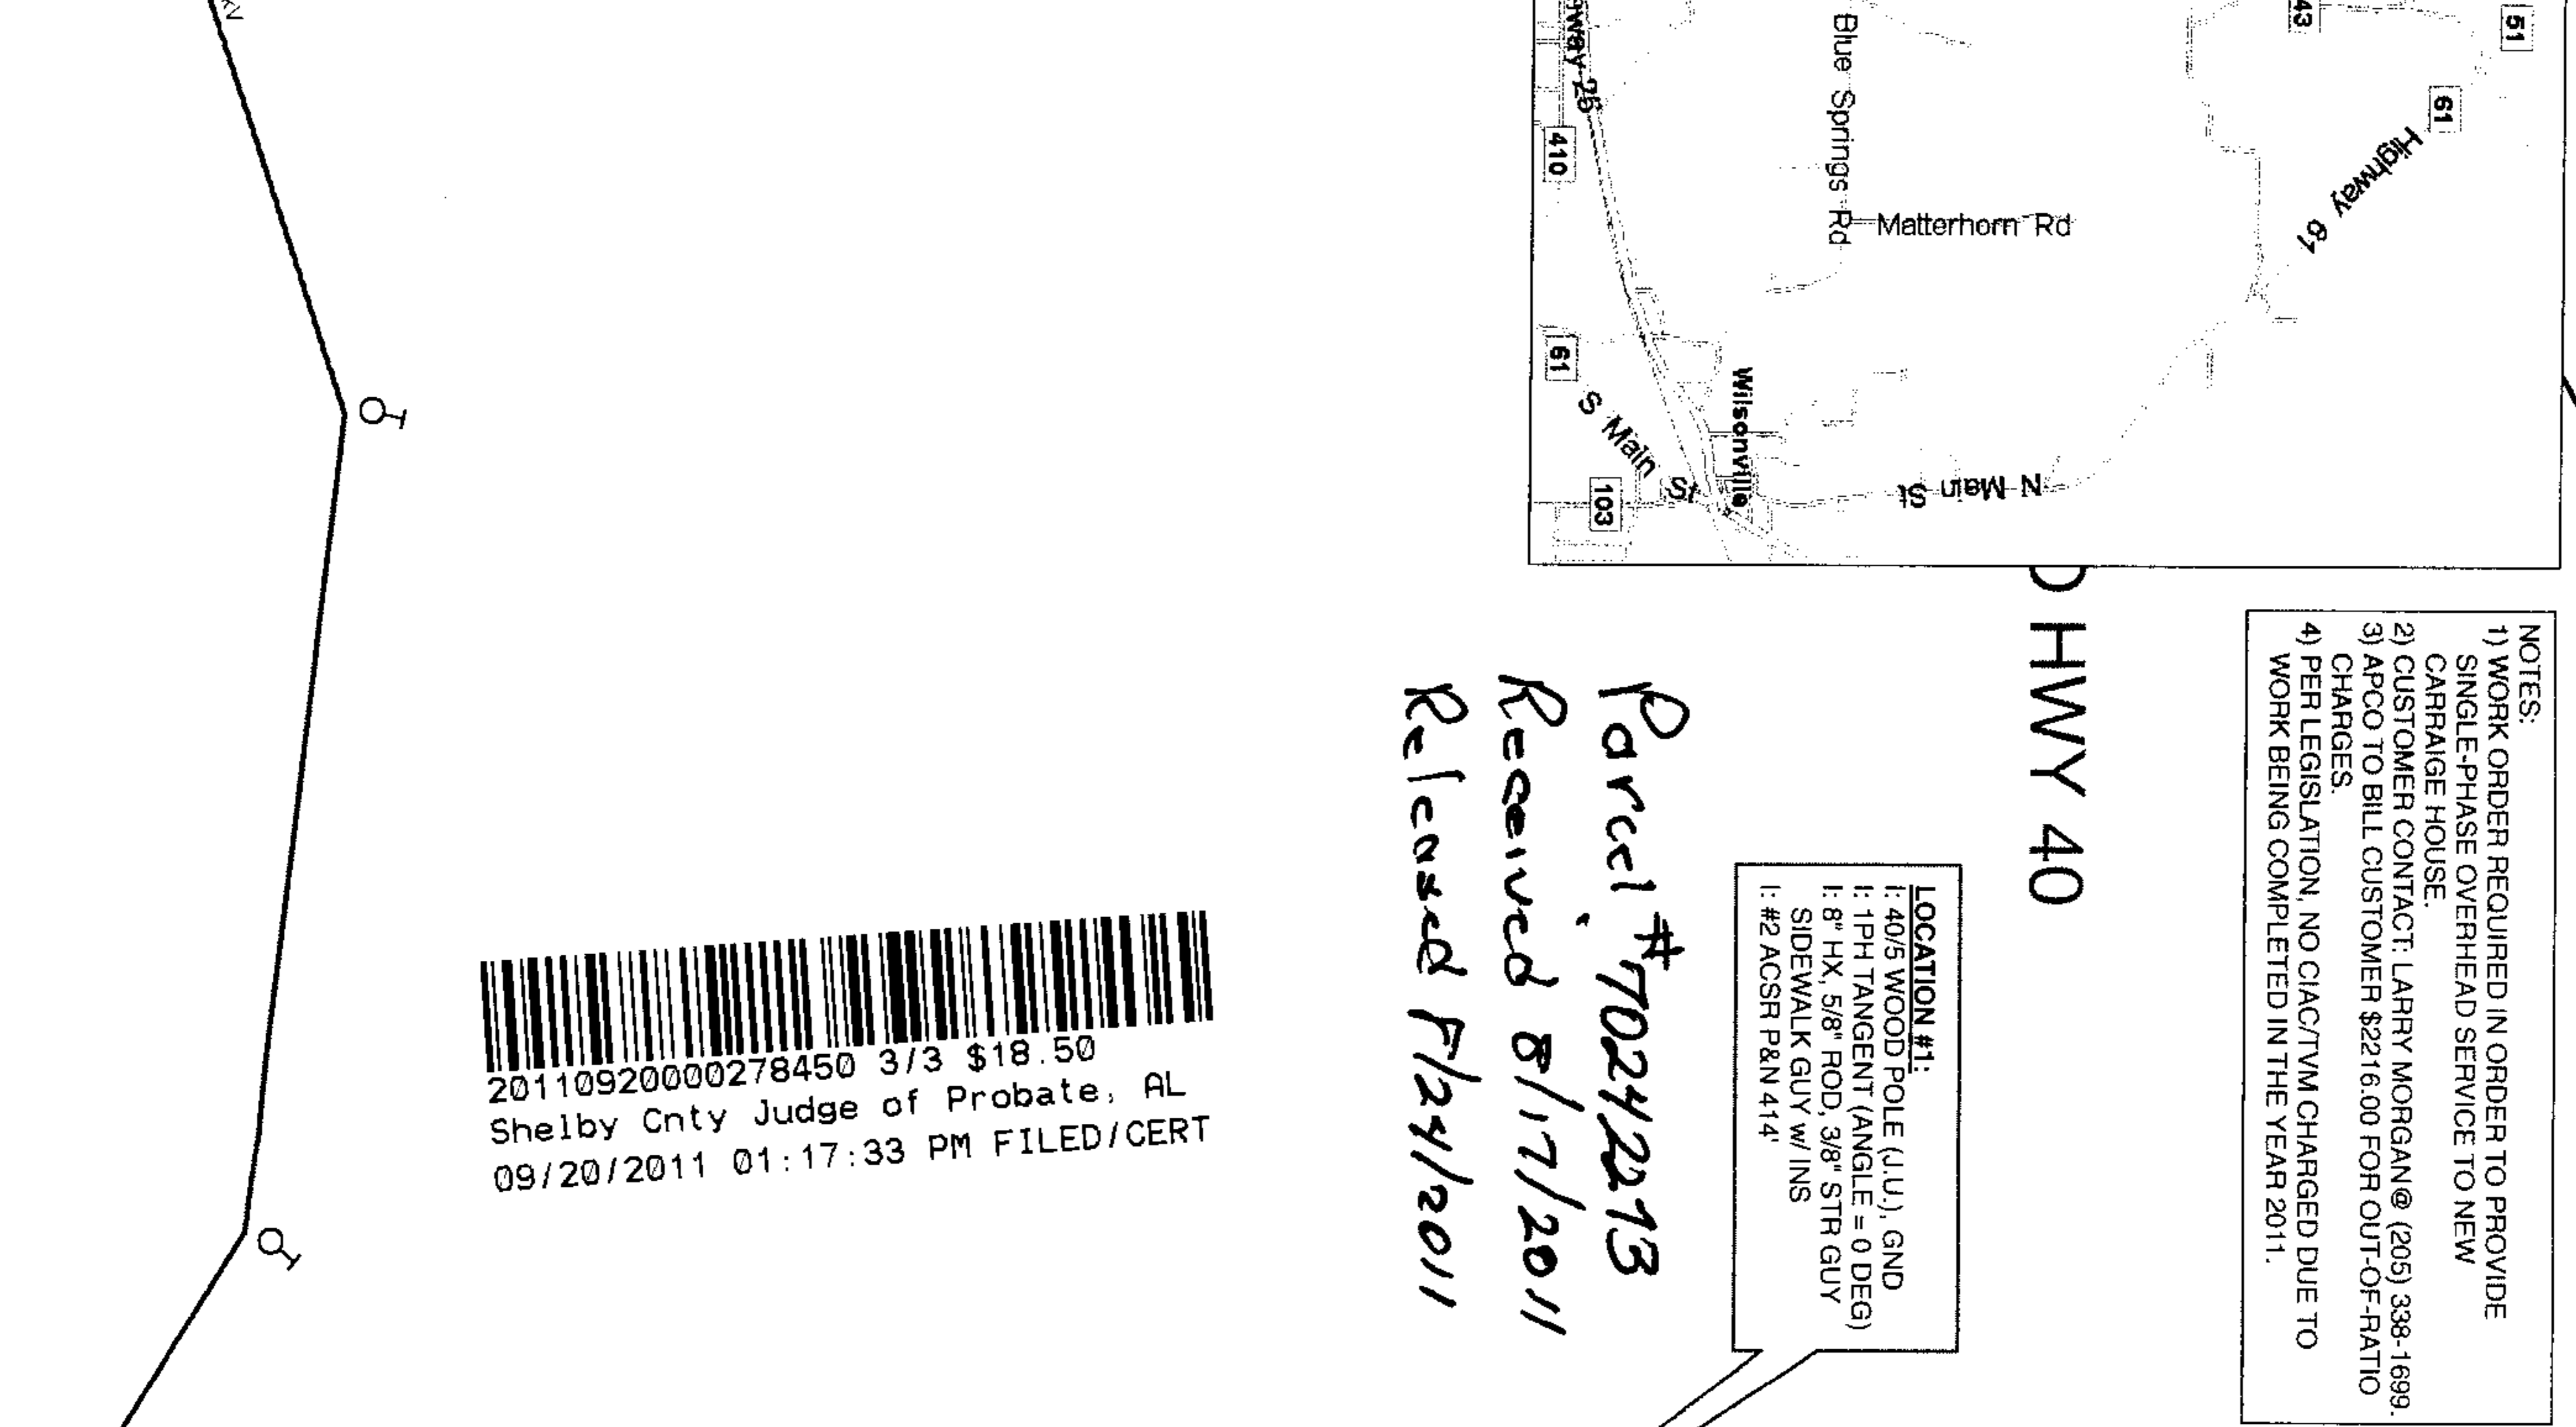 NOTES:
1) WORK ORDER REQUIRED IN ORDER TO PROVIDE
SINGLE-PHASE OVERHEAD SERVICE TO NEW
CARRAIGE HOUSE.
2) CUSTOMER CONTACT: LARRY MORGAN@ (205) 338-1699.
3) APCO TO BILL CUSTOMER $2216.00 FOR OUT-OF-RATIO
CHARGES.
4) PER LEGISLATION, NO CIAC/TVM CHARGED DUE TO
WORK BEING COMPLETED IN THE YEAR 2011.
HWY 40
LOCATION #1:
I: 40/5 WOOD POLE (J.U.), GND
I: 1PH TANGENT (ANGLE = 0 DEG)
I: 8" HX, 5/8" ROD, 3/8" STR GUY
SIDEWALK GUY w/ INS
I: #2 ACSR P&N 414'
Parcel #70242273
Received 8/17/2011
Released 8/24/2011
51
43
61
Highway 61
Blue Springs Rd
Matterhorn Rd
25
410
61
S Main St
Wilsonville
N Main St
103
20110920000278450 3/3 $18.50
Shelby Cnty Judge of Probate, AL
09/20/2011 01:17:33 PM FILED/CERT